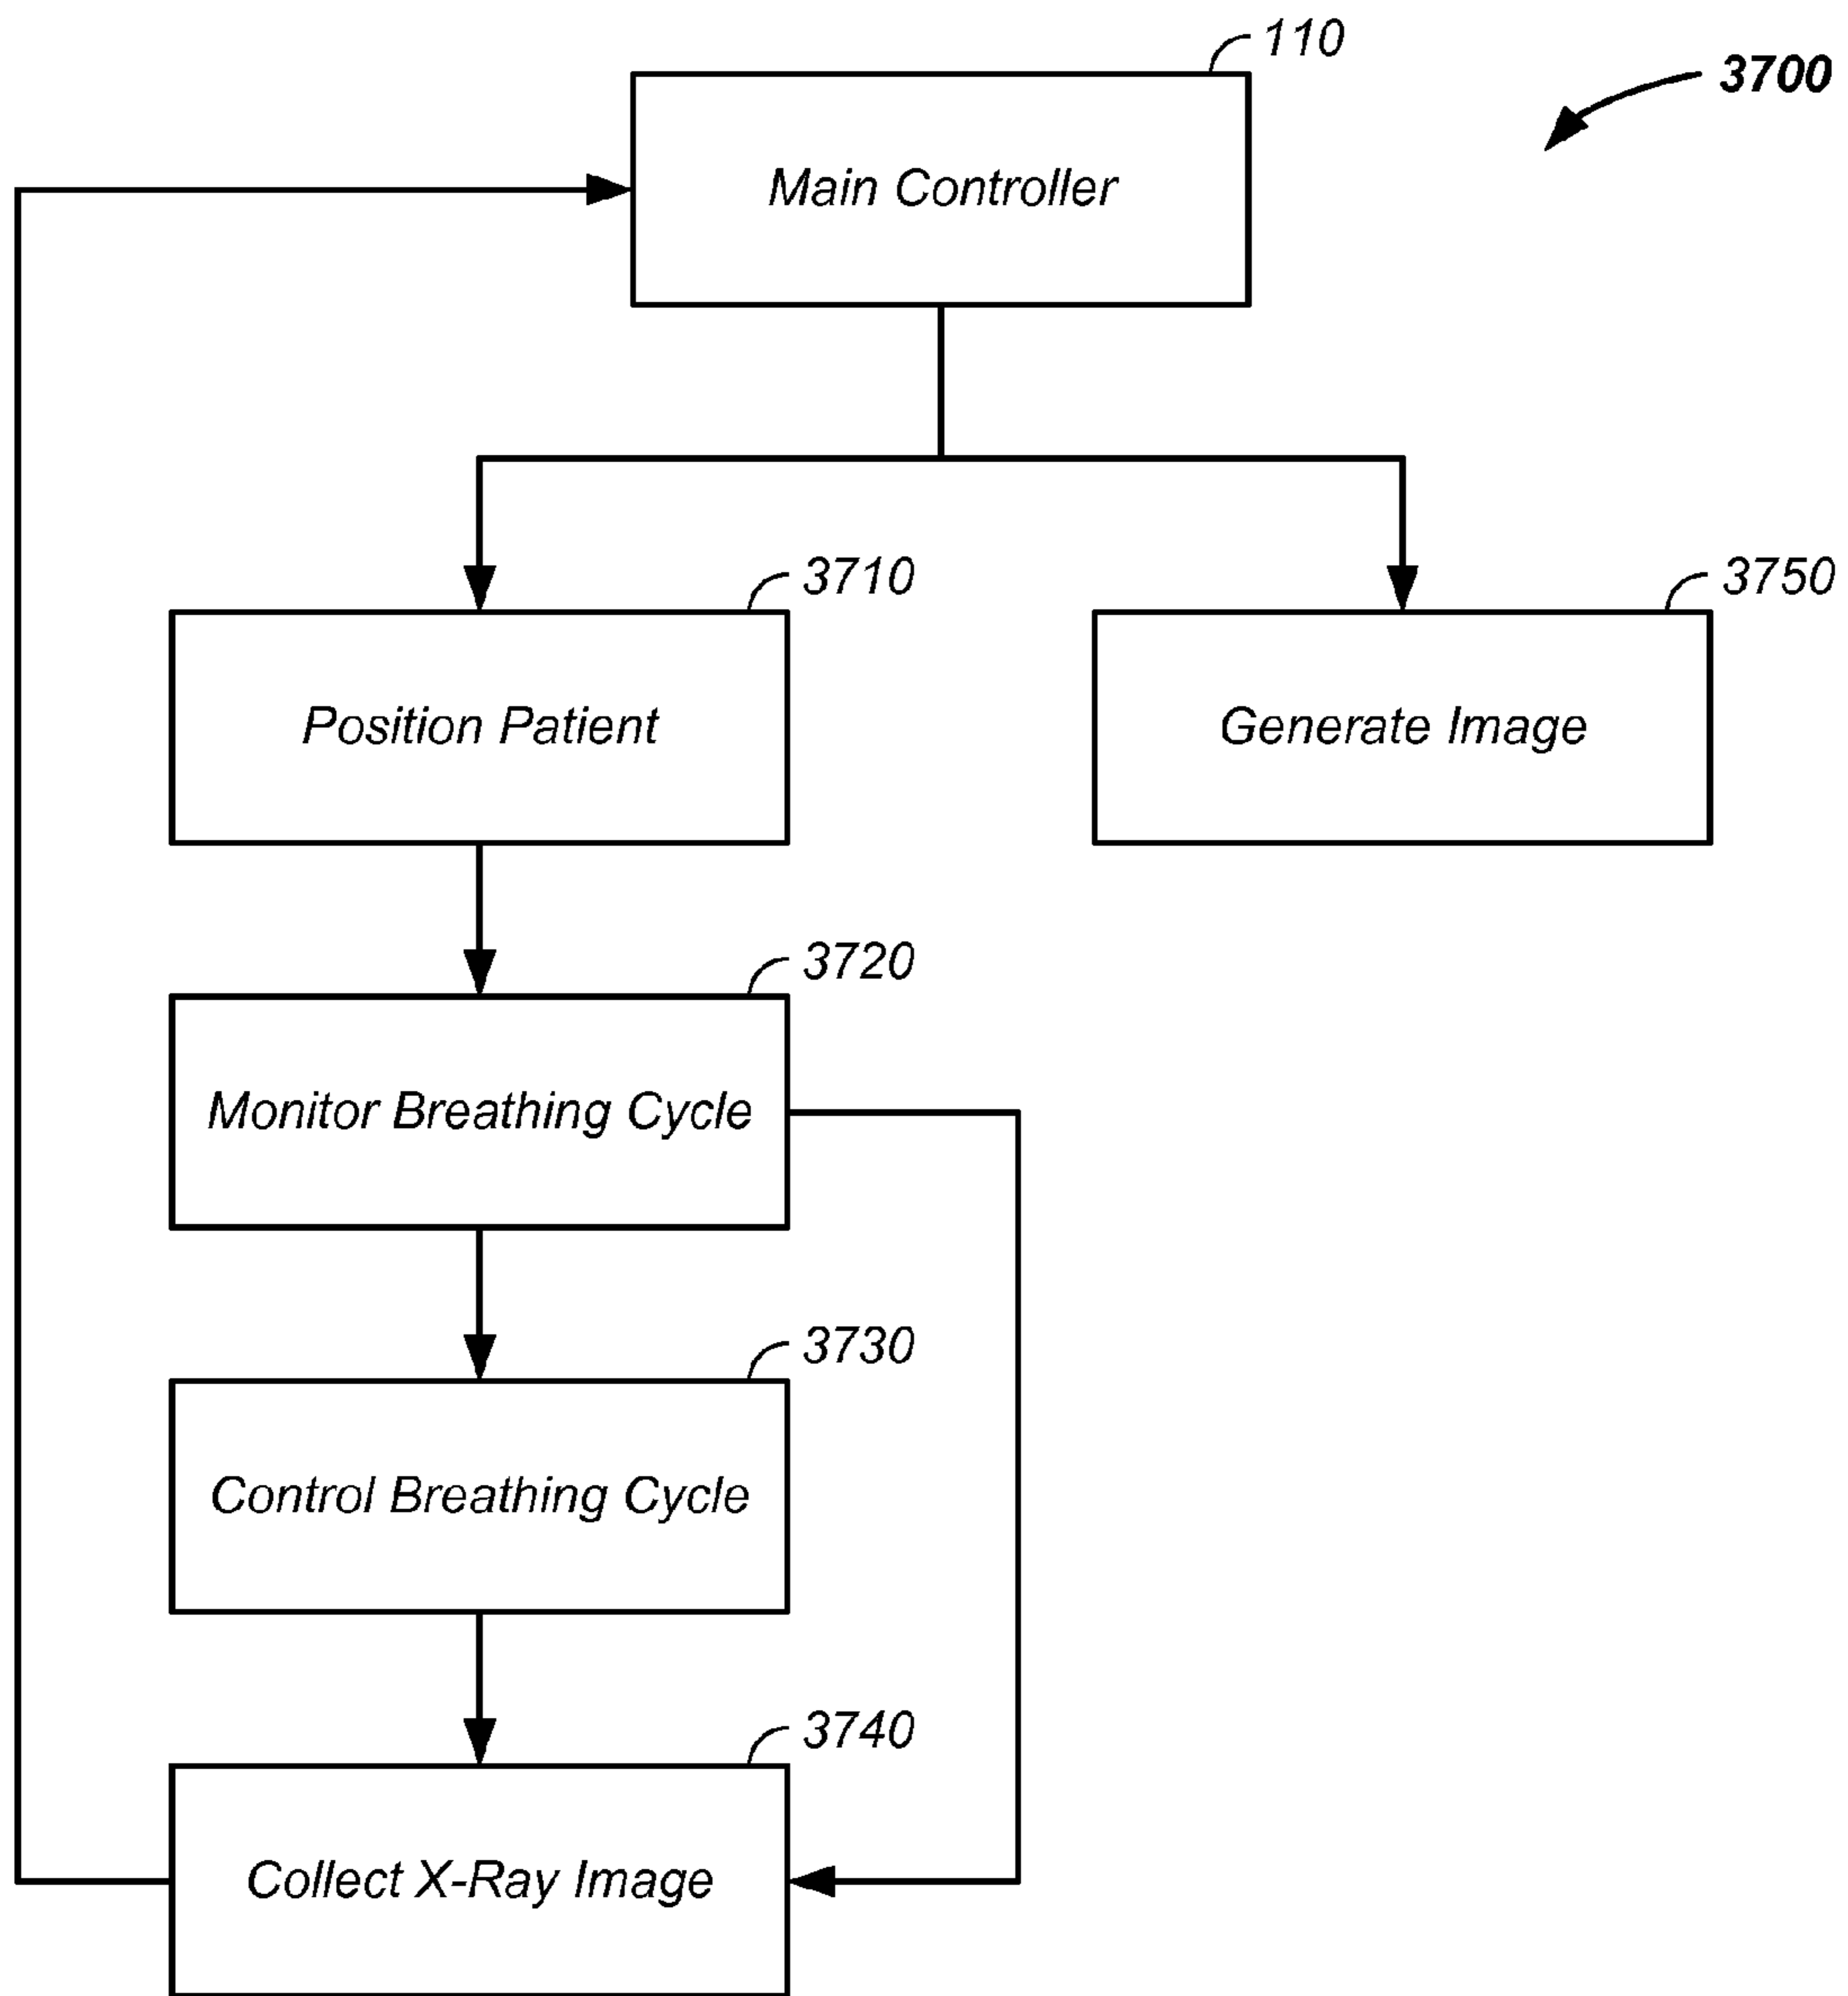 110
3700
Main Controller
3710
3750
Position Patient
Generate Image
3720
Monitor Breathing Cycle
3730
Control Breathing Cycle
3740
Collect X-Ray Image